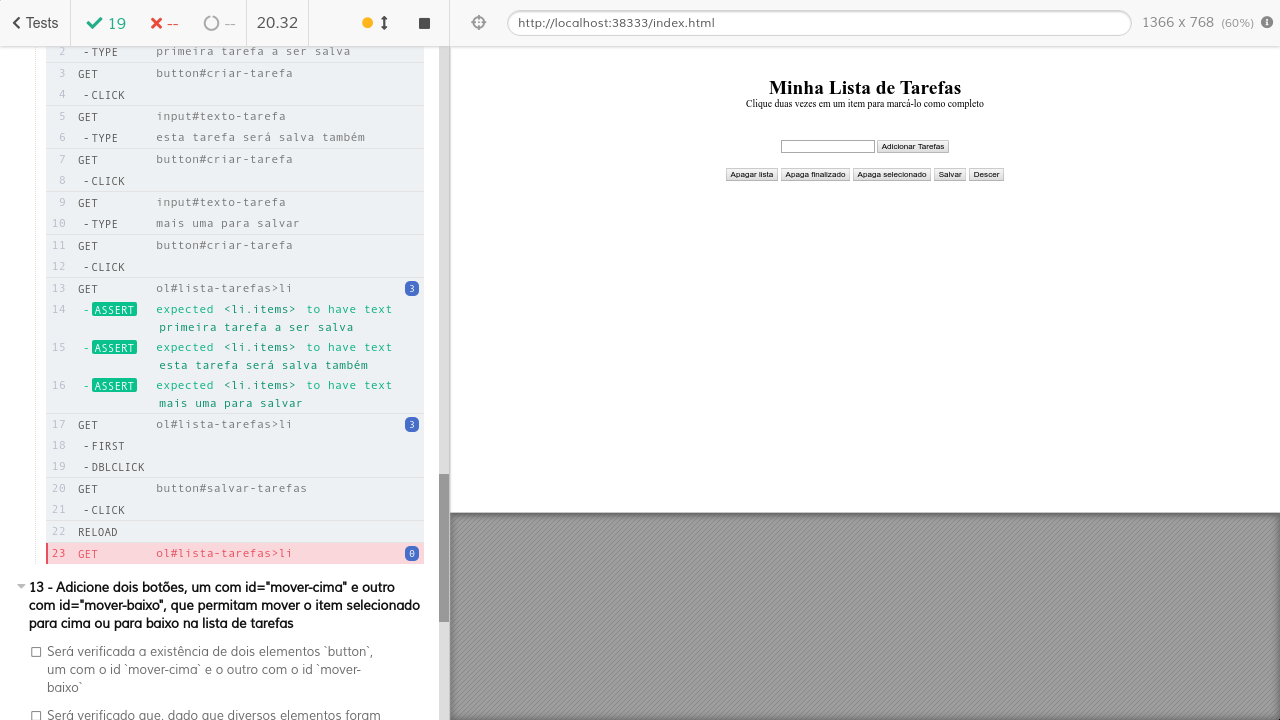 Tests
19
--
--
20.32
http://localhost:38333/index.html
1366 x 768 (60%)
2 -TYPE primeira tarefa a ser salva
3 GET button#criar-tarefa
4 -CLICK
5 GET input#texto-tarefa
6 -TYPE esta tarefa será salva também
7 GET button#criar-tarefa
8 -CLICK
9 GET input#texto-tarefa
10 -TYPE mais uma para salvar
11 GET button#criar-tarefa
12 -CLICK
13 GET ol#lista-tarefas>li 3
14 -ASSERT expected <li.items> to have text
primeira tarefa a ser salva
15 -ASSERT expected <li.items> to have text
esta tarefa será salva também
16 -ASSERT expected <li.items> to have text
mais uma para salvar
17 GET ol#lista-tarefas>li 3
18 -FIRST
19 -DBLCLICK
20 GET button#salvar-tarefas
21 -CLICK
22 RELOAD
23 GET ol#lista-tarefas>li 0
13 - Adicione dois botões, um com id="mover-cima" e outro
com id="mover-baixo", que permitam mover o item selecionado
para cima ou para baixo na lista de tarefas
Será verificada a existência de dois elementos `button`,
um com o id `mover-cima` e o outro com o id `mover-
baixo`
Será verificado que, dado que diversos elementos foram
Minha Lista de Tarefas
Clique duas vezes em um item para marcá-lo como completo
Adicionar Tarefas
Apagar lista Apaga finalizado Apaga selecionado Salvar Descer